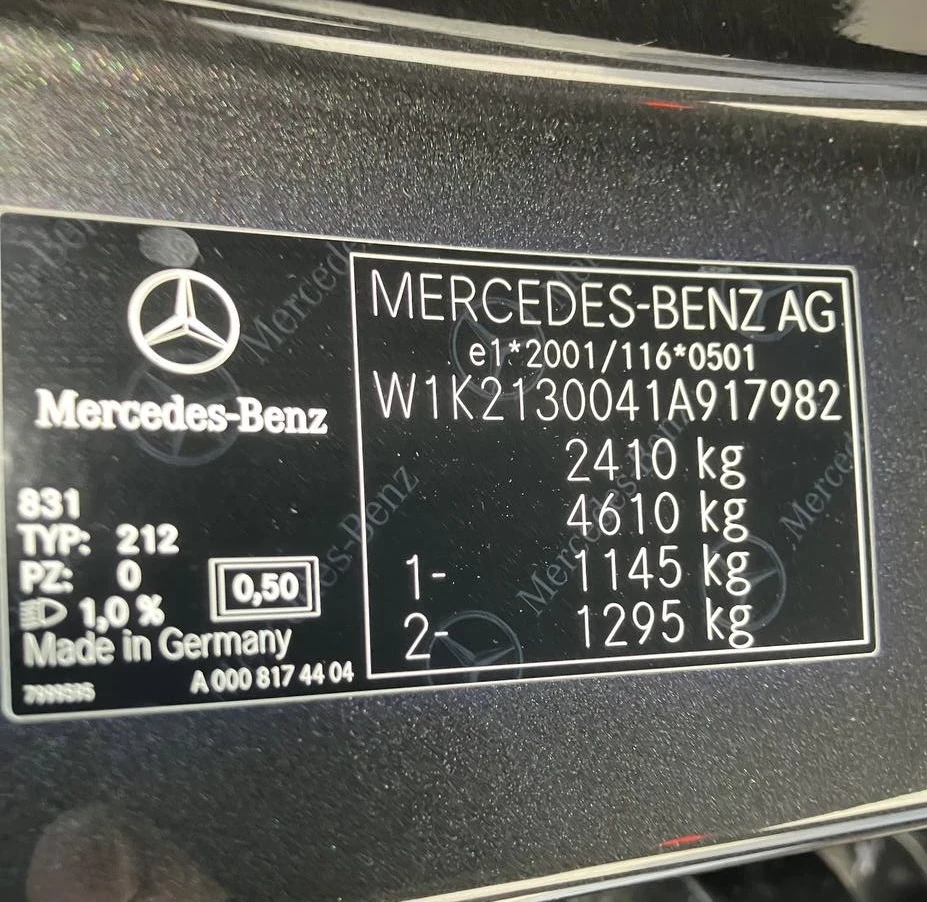 Mercedes-Benz
831
TYP: 212
PZ: 0
1,0 %
0,50
Made in Germany
A 000 817 44 04
MERCEDES-BENZ AG
e1*2001/116*0501
W1K2130041A917982
2410 kg
4610 kg
1- 1145 kg
2- 1295 kg